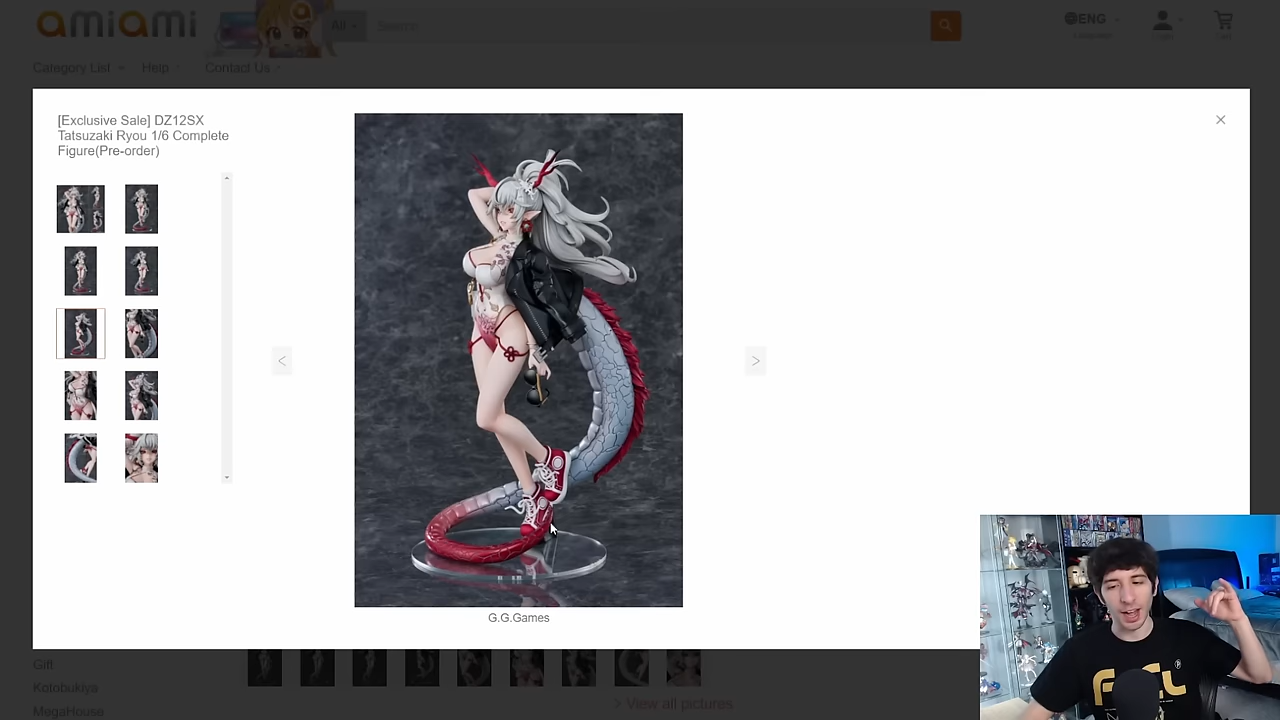 amiami
All
Search
ENG
Category List
Help
Contact Us
[Exclusive Sale] DZ12SX
Tatsuzaki Ryou 1/6 Complete
Figure(Pre-order)
×
<
>
G.G.Games
Gift
Kotobukiya
MegaHouse
> View all pictures